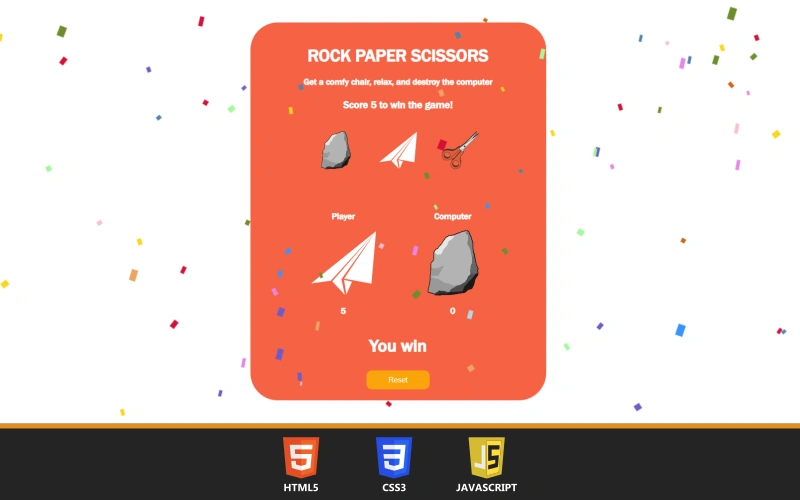 ROCK PAPER SCISSORS
Get a comfy chair, relax, and destroy the computer
Score 5 to win the game!
Player Computer
5 0
You win
Reset
5 3 JS
HTML5 CSS3 JAVASCRIPT